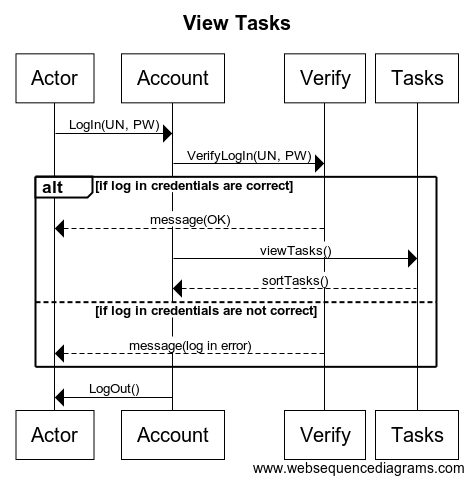 View Tasks
Actor Account Verify Tasks
LogIn(UN, PW)
VerifyLogIn(UN, PW)
alt [if log in credentials are correct]
message(OK)
viewTasks()
sortTasks()
[if log in credentials are not correct]
message(log in error)
LogOut()
Actor Account Verify Tasks
www.websequencediagrams.com